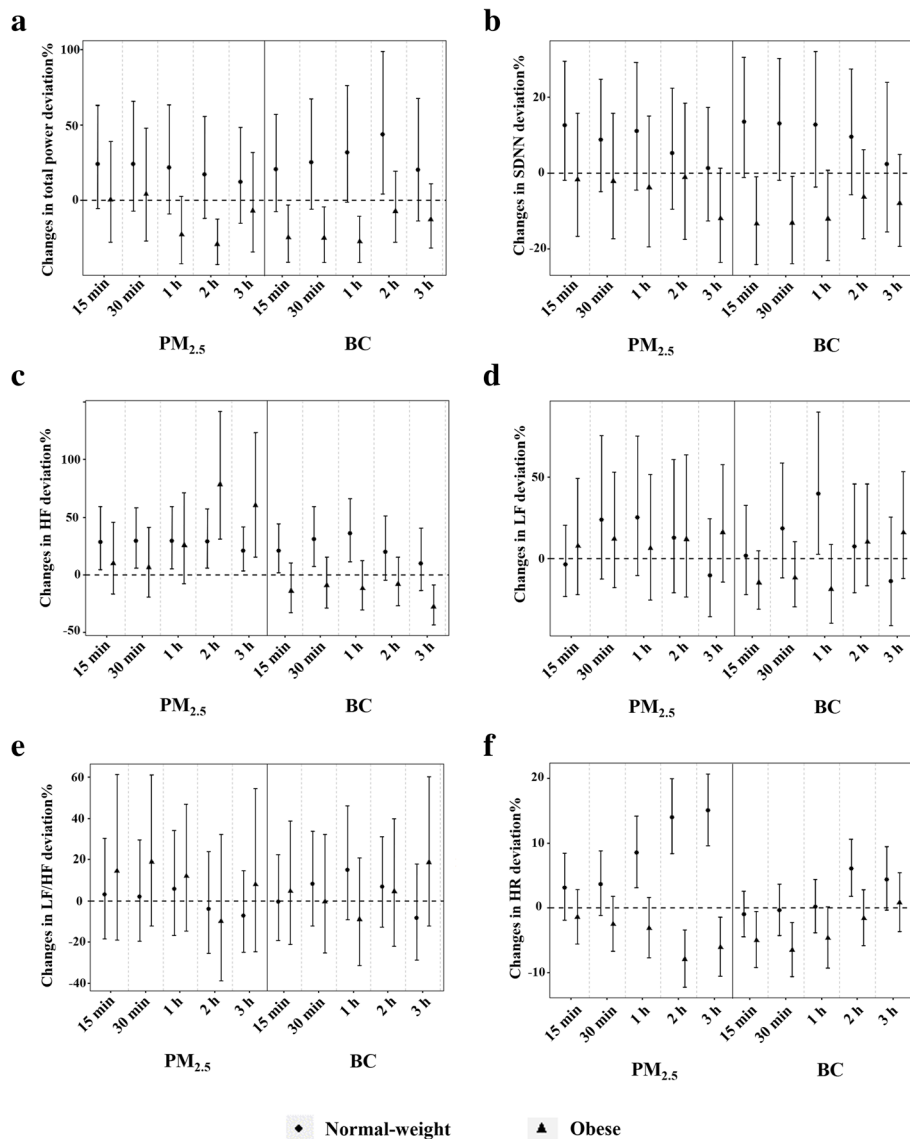 a
Changes in total power deviation%
100
50
0
15 min 30 min 1 h 2 h 3 h 15 min 30 min 1 h 2 h 3 h
PM2.5 BC
b
Changes in SDNN deviation%
20
0
-20
15 min 30 min 1 h 2 h 3 h 15 min 30 min 1 h 2 h 3 h
PM2.5 BC
c
Changes in HF deviation%
100
50
0
-50
15 min 30 min 1 h 2 h 3 h 15 min 30 min 1 h 2 h 3 h
PM2.5 BC
d
Changes in LF deviation%
50
0
15 min 30 min 1 h 2 h 3 h 15 min 30 min 1 h 2 h 3 h
PM2.5 BC
e
Changes in LF/HF deviation%
60
40
20
0
-20
-40
15 min 30 min 1 h 2 h 3 h 15 min 30 min 1 h 2 h 3 h
PM2.5 BC
f
Changes in HR deviation%
20
10
0
-10
15 min 30 min 1 h 2 h 3 h 15 min 30 min 1 h 2 h 3 h
PM2.5 BC
Normal-weight Obese